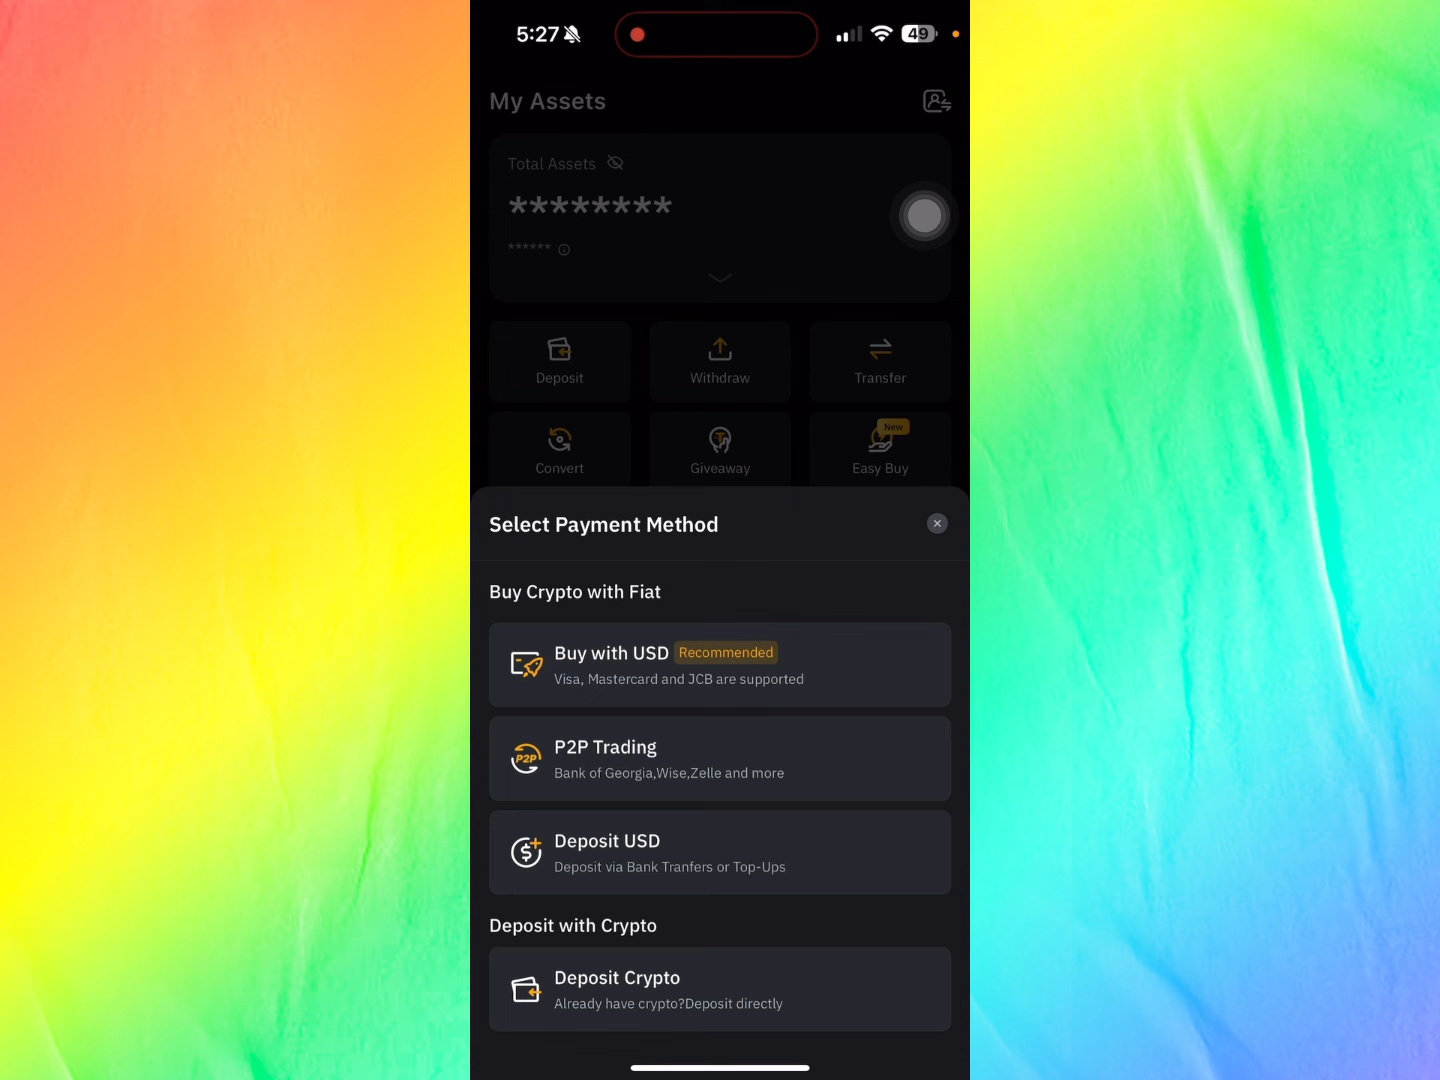 5:27
49
My Assets
Total Assets
********
******
Deposit
Withdraw
Transfer
New
Convert
Giveaway
Easy Buy
Select Payment Method
Buy Crypto with Fiat
Buy with USD Recommended
Visa, Mastercard and JCB are supported
P2P
P2P Trading
Bank of Georgia,Wise,Zelle and more
Deposit USD
Deposit via Bank Tranfers or Top-Ups
Deposit with Crypto
Deposit Crypto
Already have crypto?Deposit directly